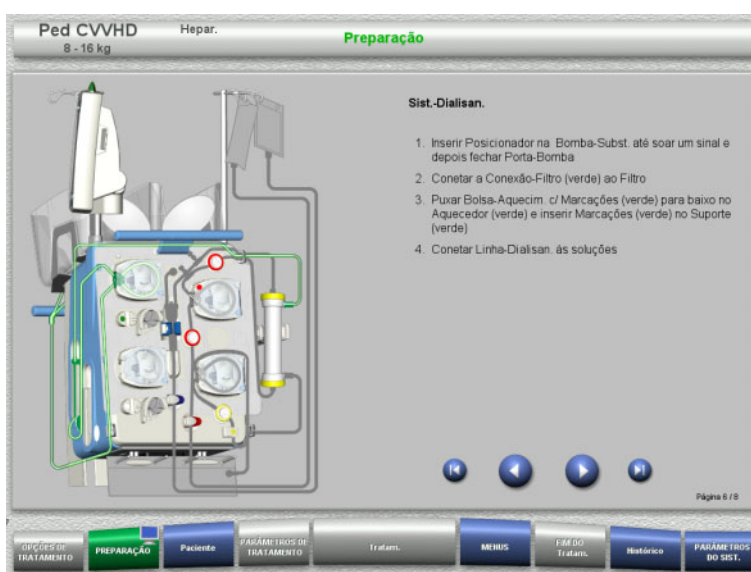 Ped CVVHD
8 - 16 kg
Hepar.
Preparação
Sist.-Dialisan.
1. Inserir Posicionador na Bomba-Subst. até soar um sinal e
depois fechar Porta-Bomba
2. Conetar a Conexão-Filtro (verde) ao Filtro
3. Puxar Bolsa-Aquecim. c/ Marcações (verde) para baixo no
Aquecedor (verde) e inserir Marcações (verde) no Suporte
(verde)
4. Conetar Linha-Dialisan. ás soluções
Página 6 / 8
OPÇÕES DE
TRATAMENTO
PREPARAÇÃO
Paciente
PARÂMETROS DE
TRATAMENTO
Tratam.
MENUS
FIM DO
Tratam.
Histórico
PARÁMETROS
DO SIST.